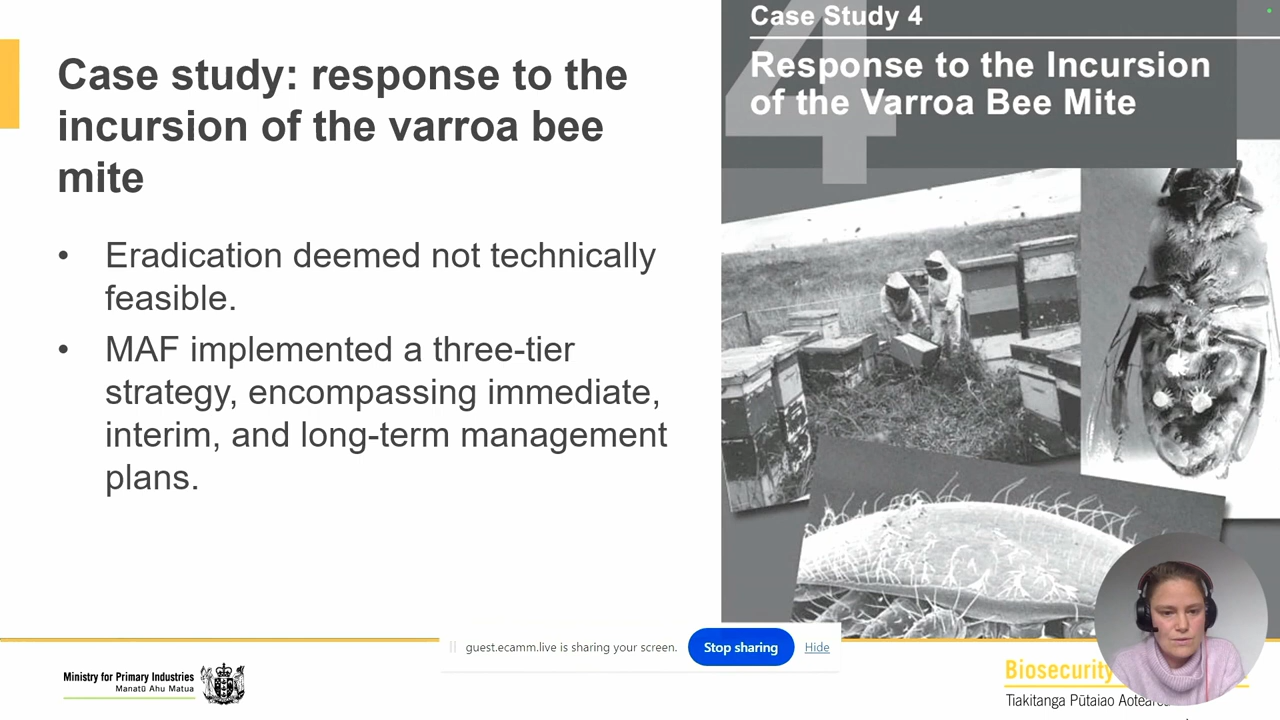 Case study: response to the
incursion of the varroa bee
mite
• Eradication deemed not technically
feasible.
• MAF implemented a three-tier
strategy, encompassing immediate,
interim, and long-term management
plans.
Case Study 4
4
Response to the Incursion
of the Varroa Bee Mite
guest.ecamm.live is sharing your screen.
Stop sharing
Hide
Ministry for Primary Industries
Manatū Ahu Matua
Biosecurity
Tiakitanga Pūtaiao